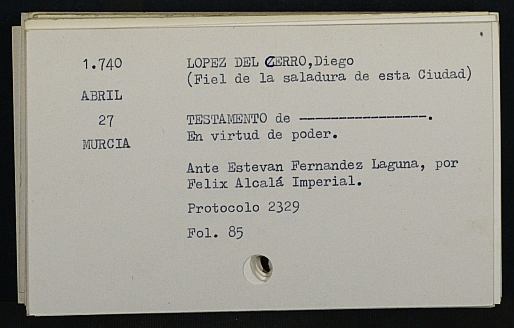 1.740
ABRIL
27
MURCIA
LOPEZ DEL CERRO,Diego
(Fiel de la saladura de esta Ciudad)
TESTAMENTO de ----------------.
En virtud de poder.
Ante Estevan Fernandez Laguna, por
Felix Alcalá Imperial.
Protocolo 2329
Fol. 85